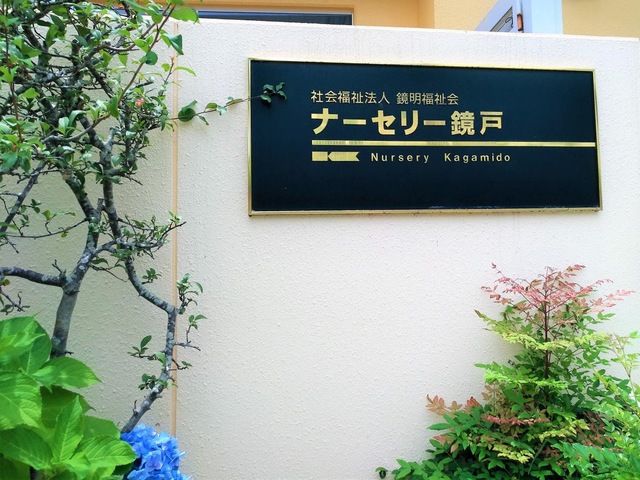 社会福祉法人 鏡明福祉会
ナーセリー鏡戸
Nursery Kagamido